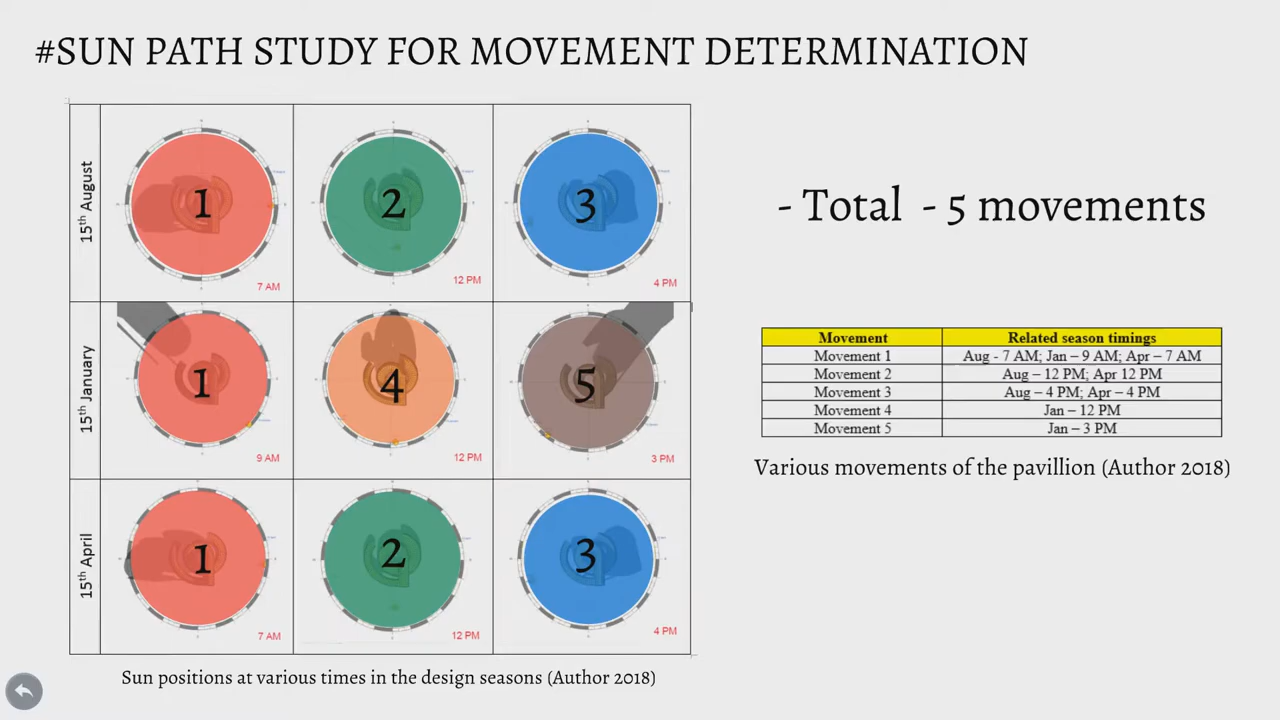 #SUN PATH STUDY FOR MOVEMENT DETERMINATION
15th August
1
2
3
7 AM
12 PM
4 PM
15th January
1
4
5
9 AM
12 PM
3 PM
15th April
1
2
3
7 AM
12 PM
4 PM
Sun positions at various times in the design seasons (Author 2018)
- Total - 5 movements
Movement Related season timings
Movement 1 Aug - 7 AM; Jan – 9 AM; Apr – 7 AM
Movement 2 Aug – 12 PM; Apr 12 PM
Movement 3 Aug – 4 PM; Apr – 4 PM
Movement 4 Jan – 12 PM
Movement 5 Jan – 3 PM
Various movements of the pavillion (Author 2018)